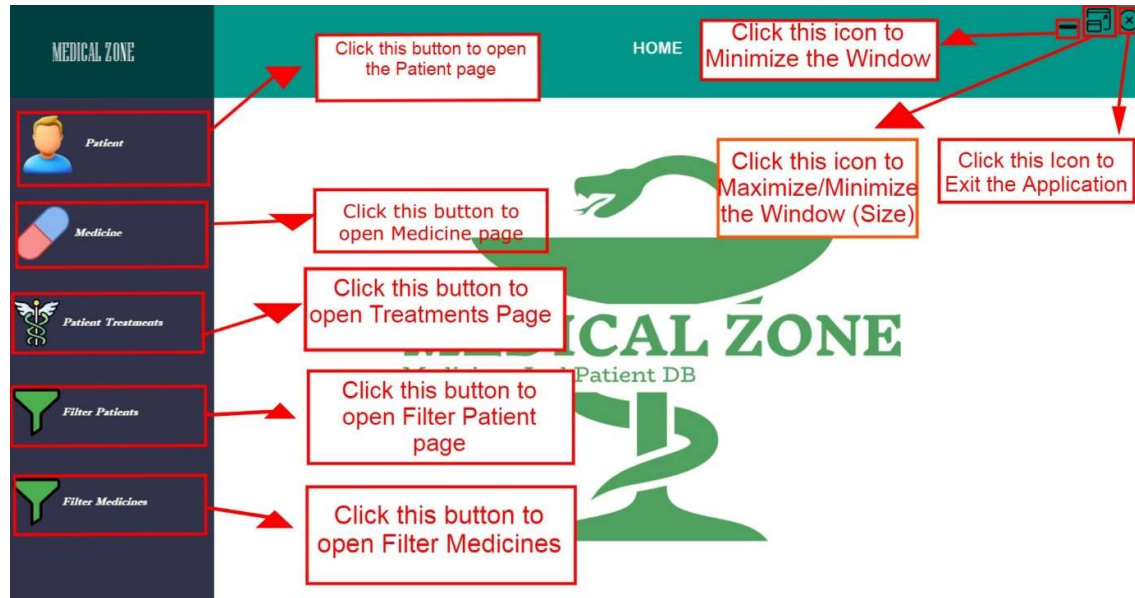 MEDICAL ZONE
Click this button to open
the Patient page
HOME
Click this icon to
Minimize the Window
Patient
Click this icon to
Maximize/Minimize
the Window (Size)
Click this Icon to
Exit the Application
Medicine
Click this button to
open Medicine page
Patient Treatments
Click this button to
open Treatments Page
ICAL ZONE
Patient DB
Filter Patients
Click this button to
open Filter Patient
page
Filter Medicines
Click this button to
open Filter Medicines